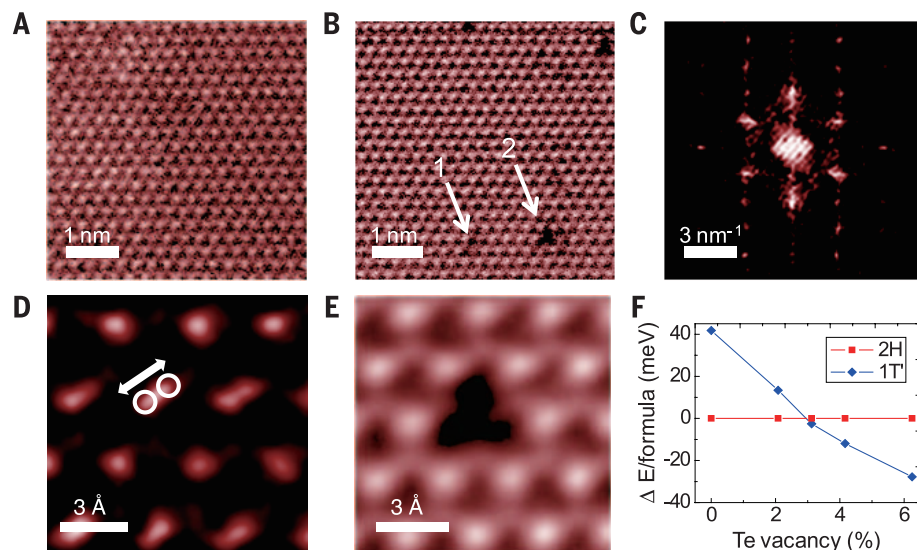 A
1 nm
B
1
2
1 nm
C
3 nm⁻¹
D
3 Å
E
3 Å
F
Δ E/formula (meV)
40
20
0
-20
-40
2H
1T'
0
2
4
6
Te vacancy (%)